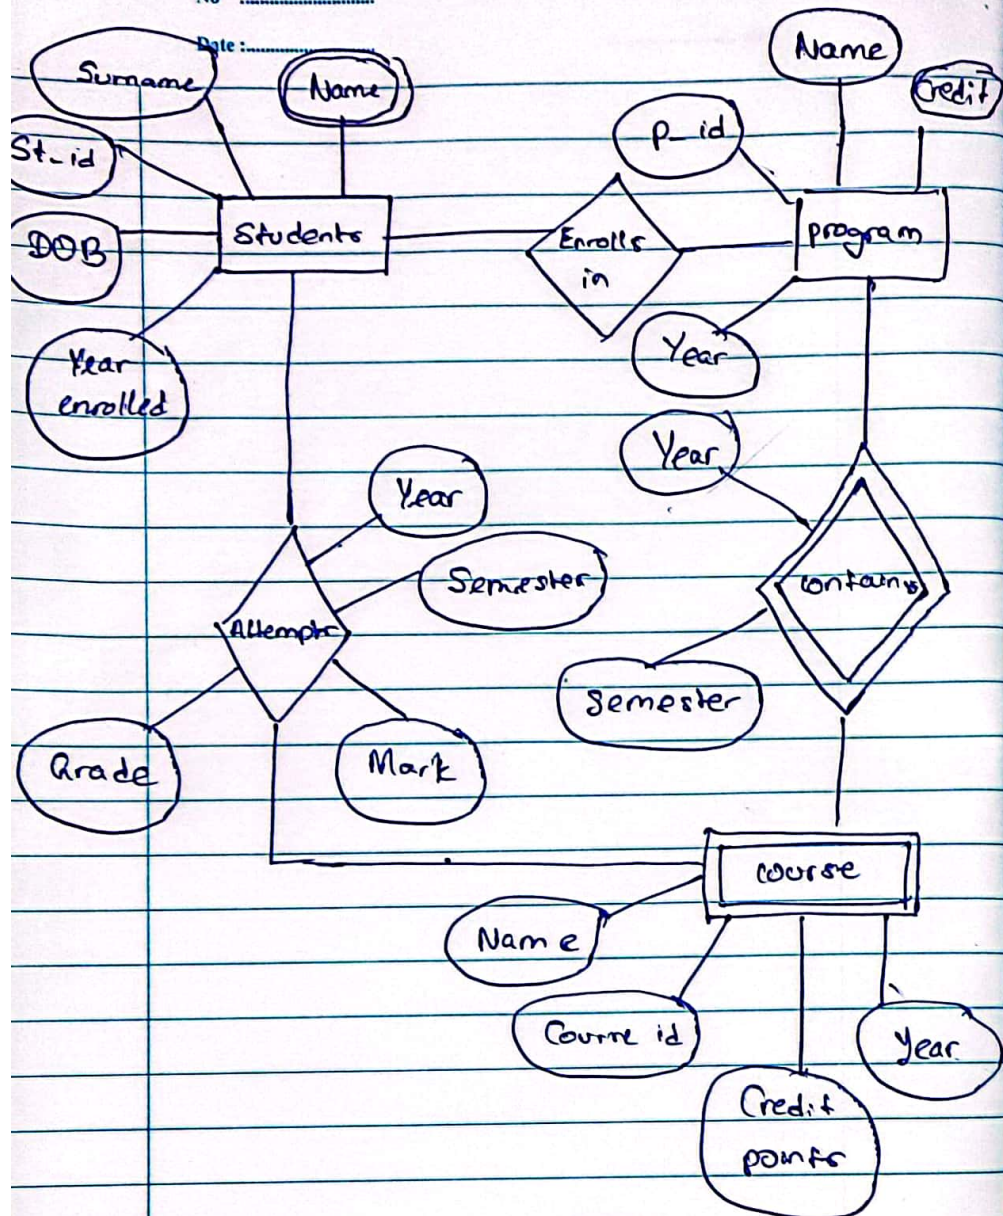 No
Date :
Surname
Name
Name
Credit
P_id
St_id
Students
Enrolls
in
program
DOB
Year
enrolled
Year
Year
Year
Semester
contains
Attempts
Semester
Grade
Mark
course
Name
Course id
Year
Credit
points